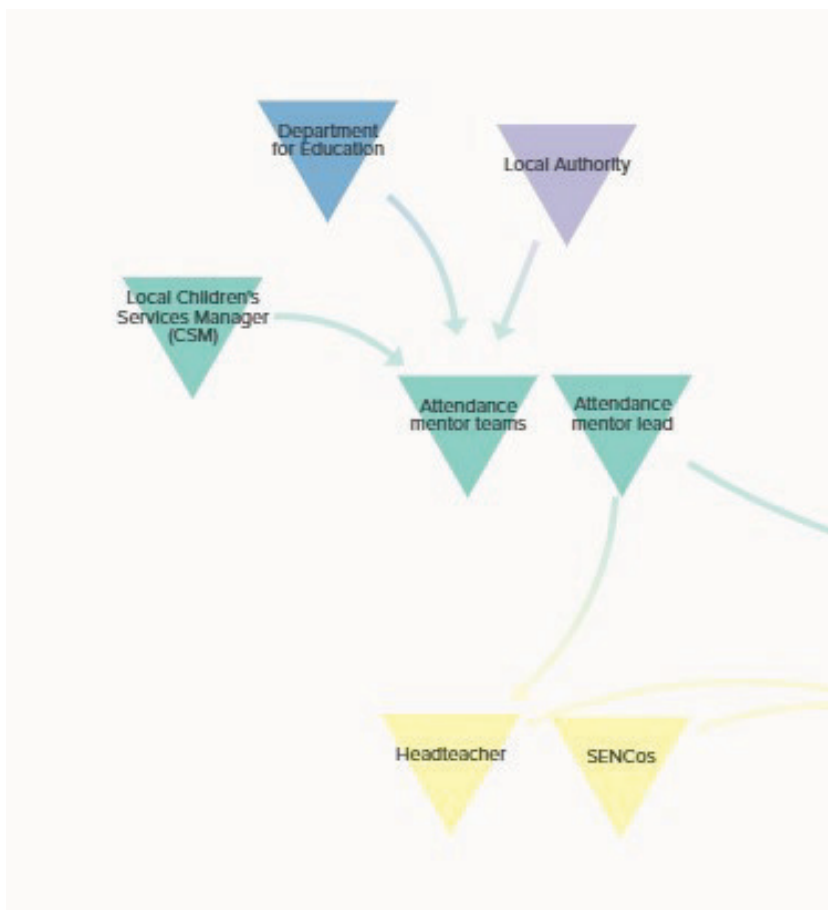 Department
for Education
Local Authority
Local Children's
Services Manager
(CSM)
Attendance
mentor teams
Attendance
mentor lead
Headteacher
SENCos